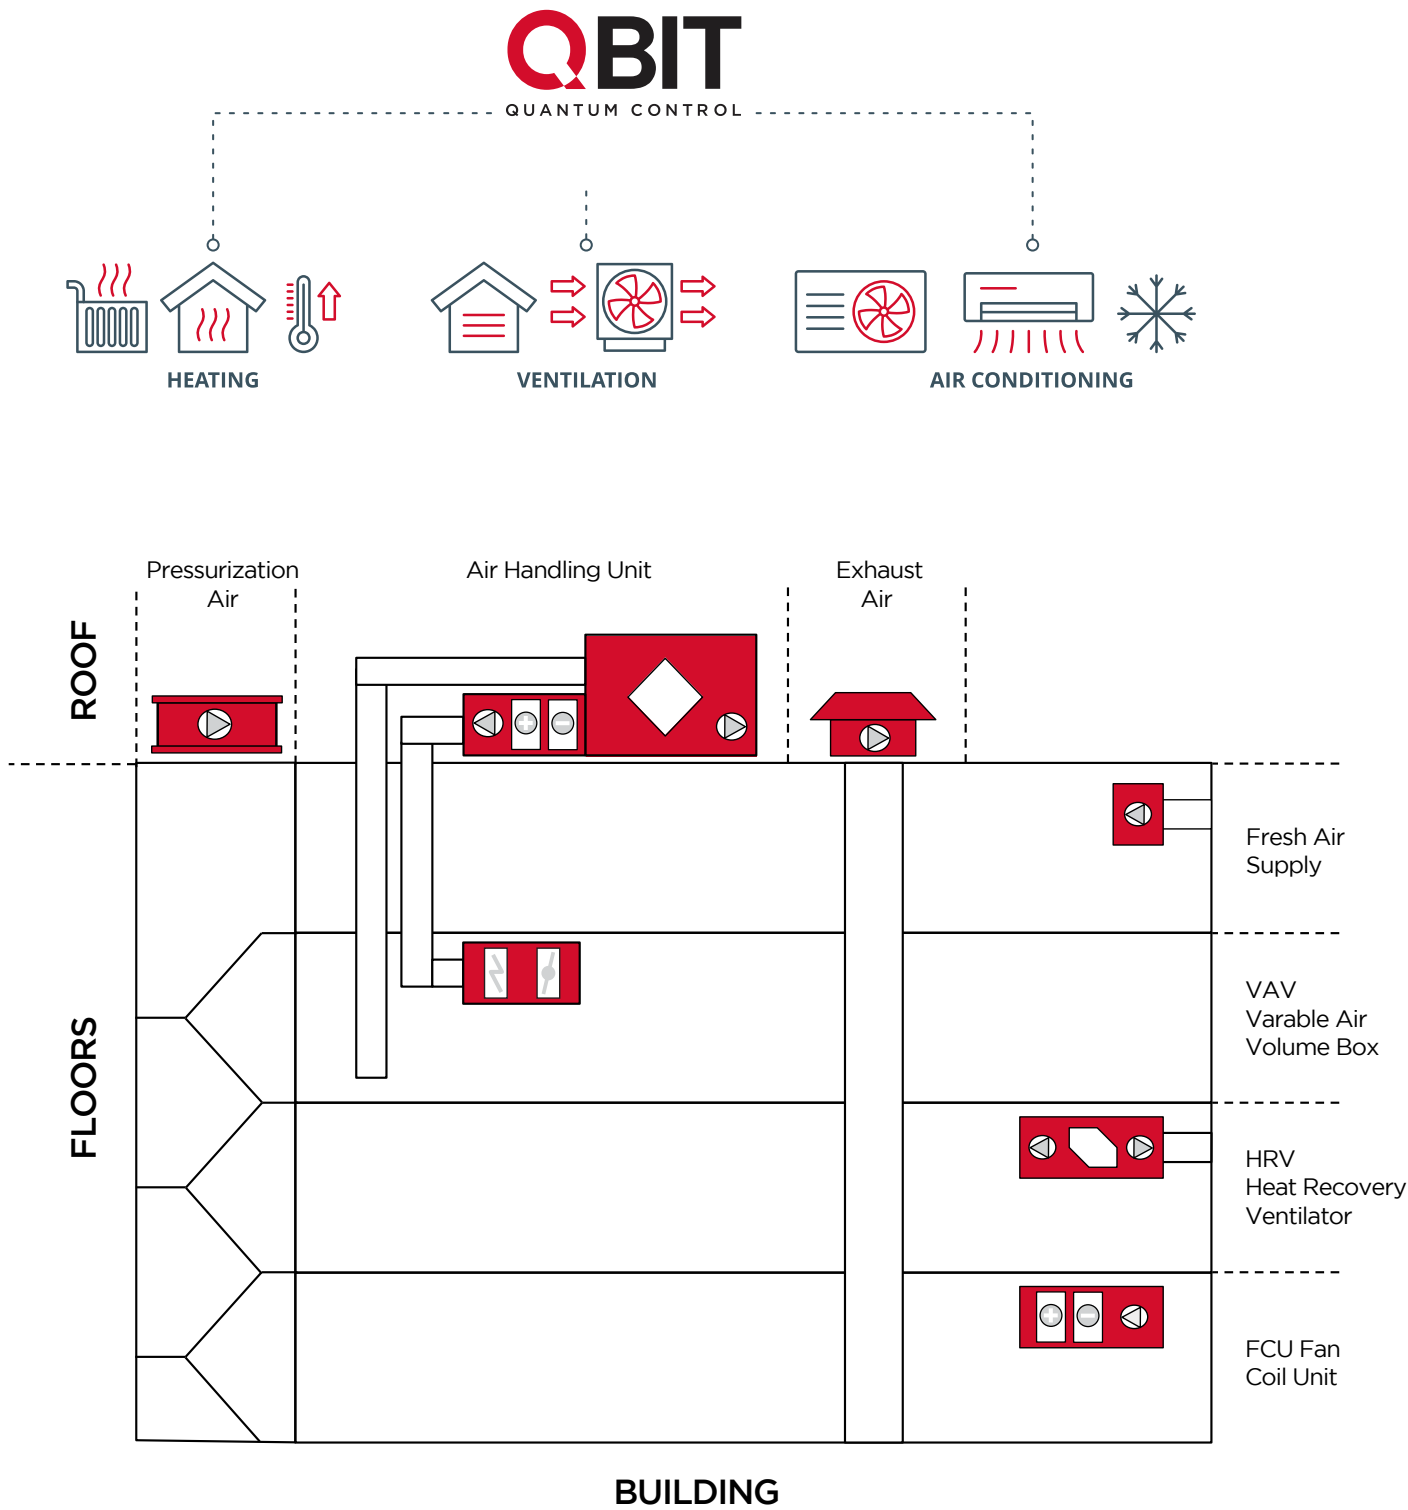 QBIT
QUANTUM CONTROL
HEATING
VENTILATION
AIR CONDITIONING
Pressurization
Air
Air Handling Unit
Exhaust
Air
ROOF
FLOORS
Fresh Air
Supply
VAV
Varable Air
Volume Box
HRV
Heat Recovery
Ventilator
FCU Fan
Coil Unit
BUILDING